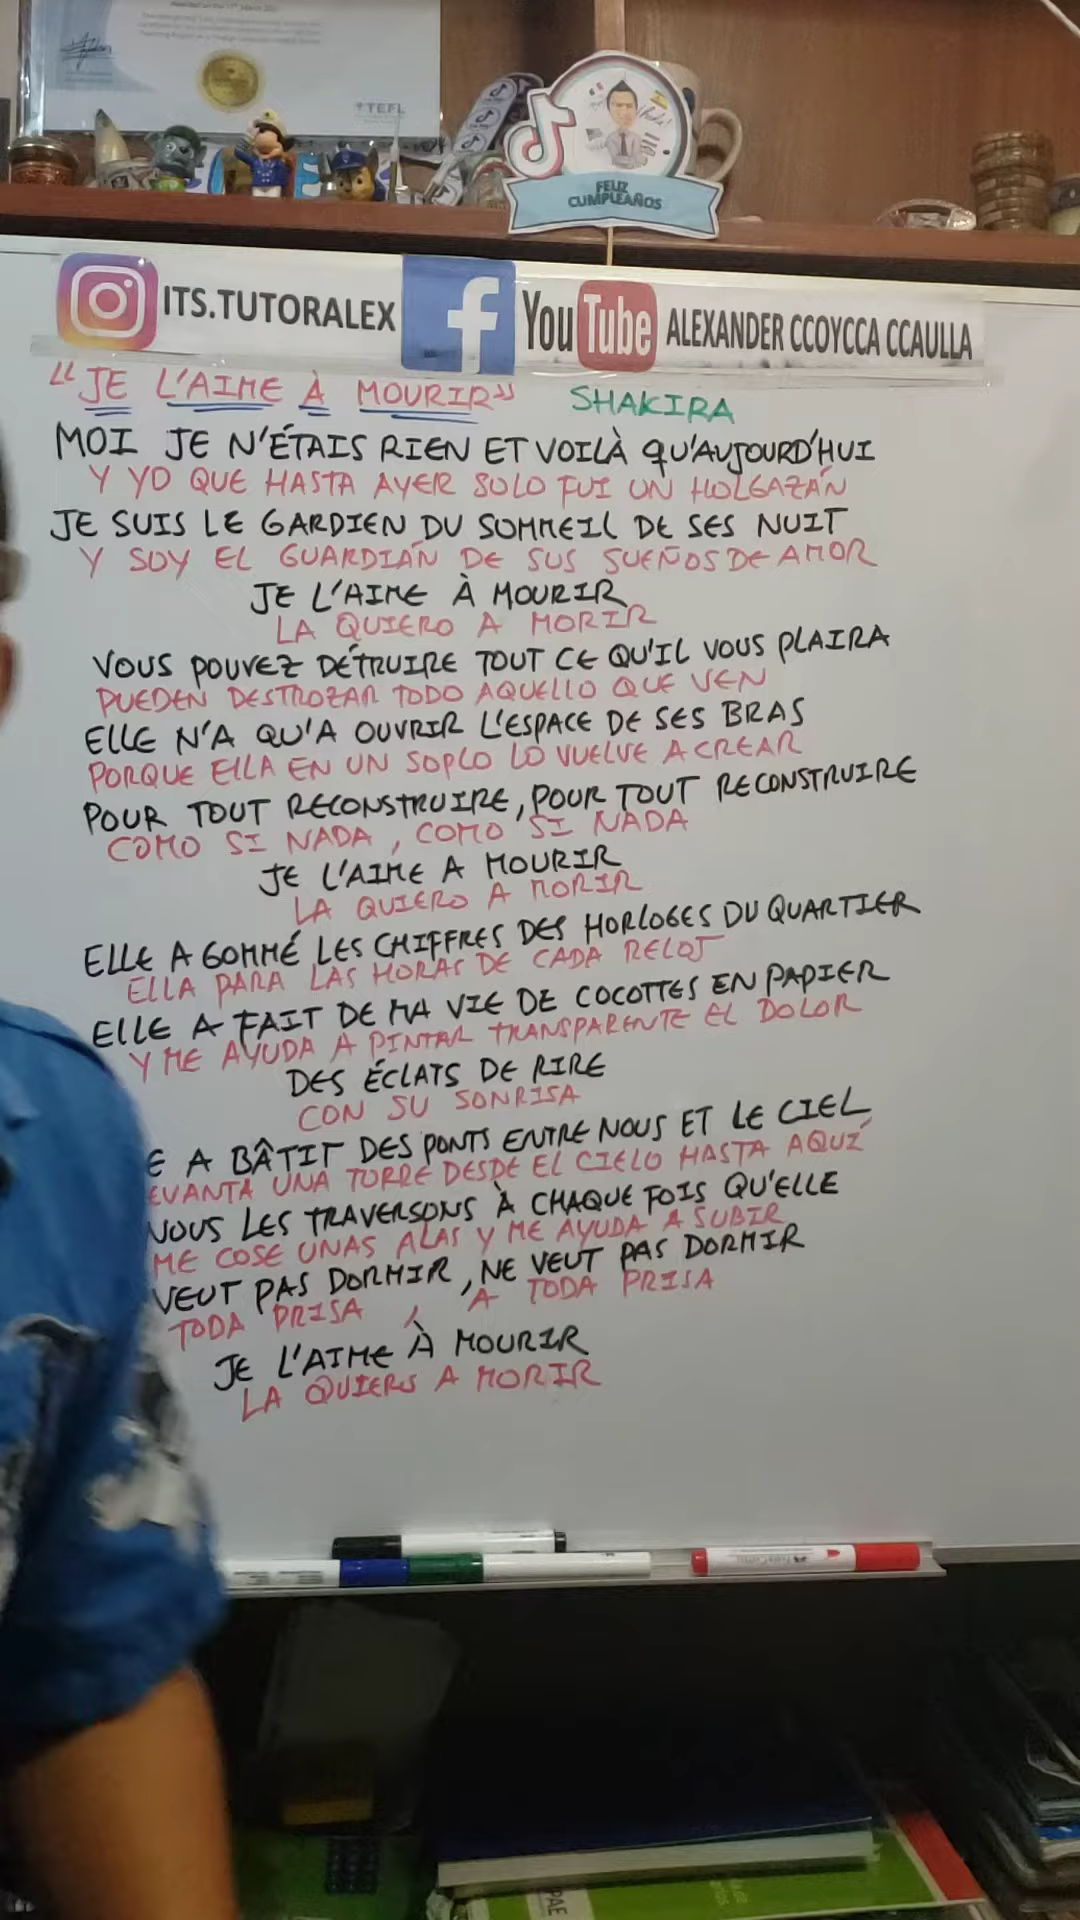 TEFL
FELIZ
CUMPLEAÑOS
ITS.TUTORALEX
f
YouTube
ALEXANDER CCOYCCA CCAULLA
"JE L'AIME À MOURIR" SHAKIRA
MOI JE N'ÉTAIS RIEN ET VOILÀ QU'AUJOURD'HUI
Y YO QUE HASTA AYER SOLO FUI UN HOLGAZÁN
JE SUIS LE GARDIEN DU SOMMEIL DE SES NUIT
Y SOY EL GUARDIÁN DE SUS SUEÑOS DE AMOR
JE L'AIME À MOURIR
LA QUIERO A MORIR
VOUS POUVEZ DÉTRUIRE TOUT CE QU'IL VOUS PLAIRA
PUEDEN DESTROZAR TODO AQUELLO QUE VEN
ELLE N'A QU'A OUVRIR L'ESPACE DE SES BRAS
PORQUE ELLA EN UN SOPLO LO VUELVE A CREAR
POUR TOUT RECONSTRUIRE, POUR TOUT RECONSTRUIRE
COMO SI NADA, COMO SI NADA
JE L'AIME A MOURIR
LA QUIERO A MORIR
ELLE A GOMMÉ LES CHIFFRES DES HORLOGES DU QUARTIER
ELLA PARA LAS HORAS DE CADA RELOJ
ELLE A FAIT DE MA VIE DE COCOTTES EN PAPIER
Y ME AYUDA A PINTAR TRANSPARENTE EL DOLOR
DES ÉCLATS DE RIRE
CON SU SONRISA
E A BÂTIT DES PONTS ENTRE NOUS ET LE CIEL
EVANTA UNA TORRE DESDE EL CIELO HASTA AQUÍ
NOUS LES TRAVERSONS À CHAQUE FOIS QU'ELLE
ME COSE UNAS ALAS Y ME AYUDA A SUBIR
VEUT PAS DORMIR, NE VEUT PAS DORMIR
TODA PRISA, A TODA PRISA
JE L'AIME À MOURIR
LA QUIERS A MORIR
PAE